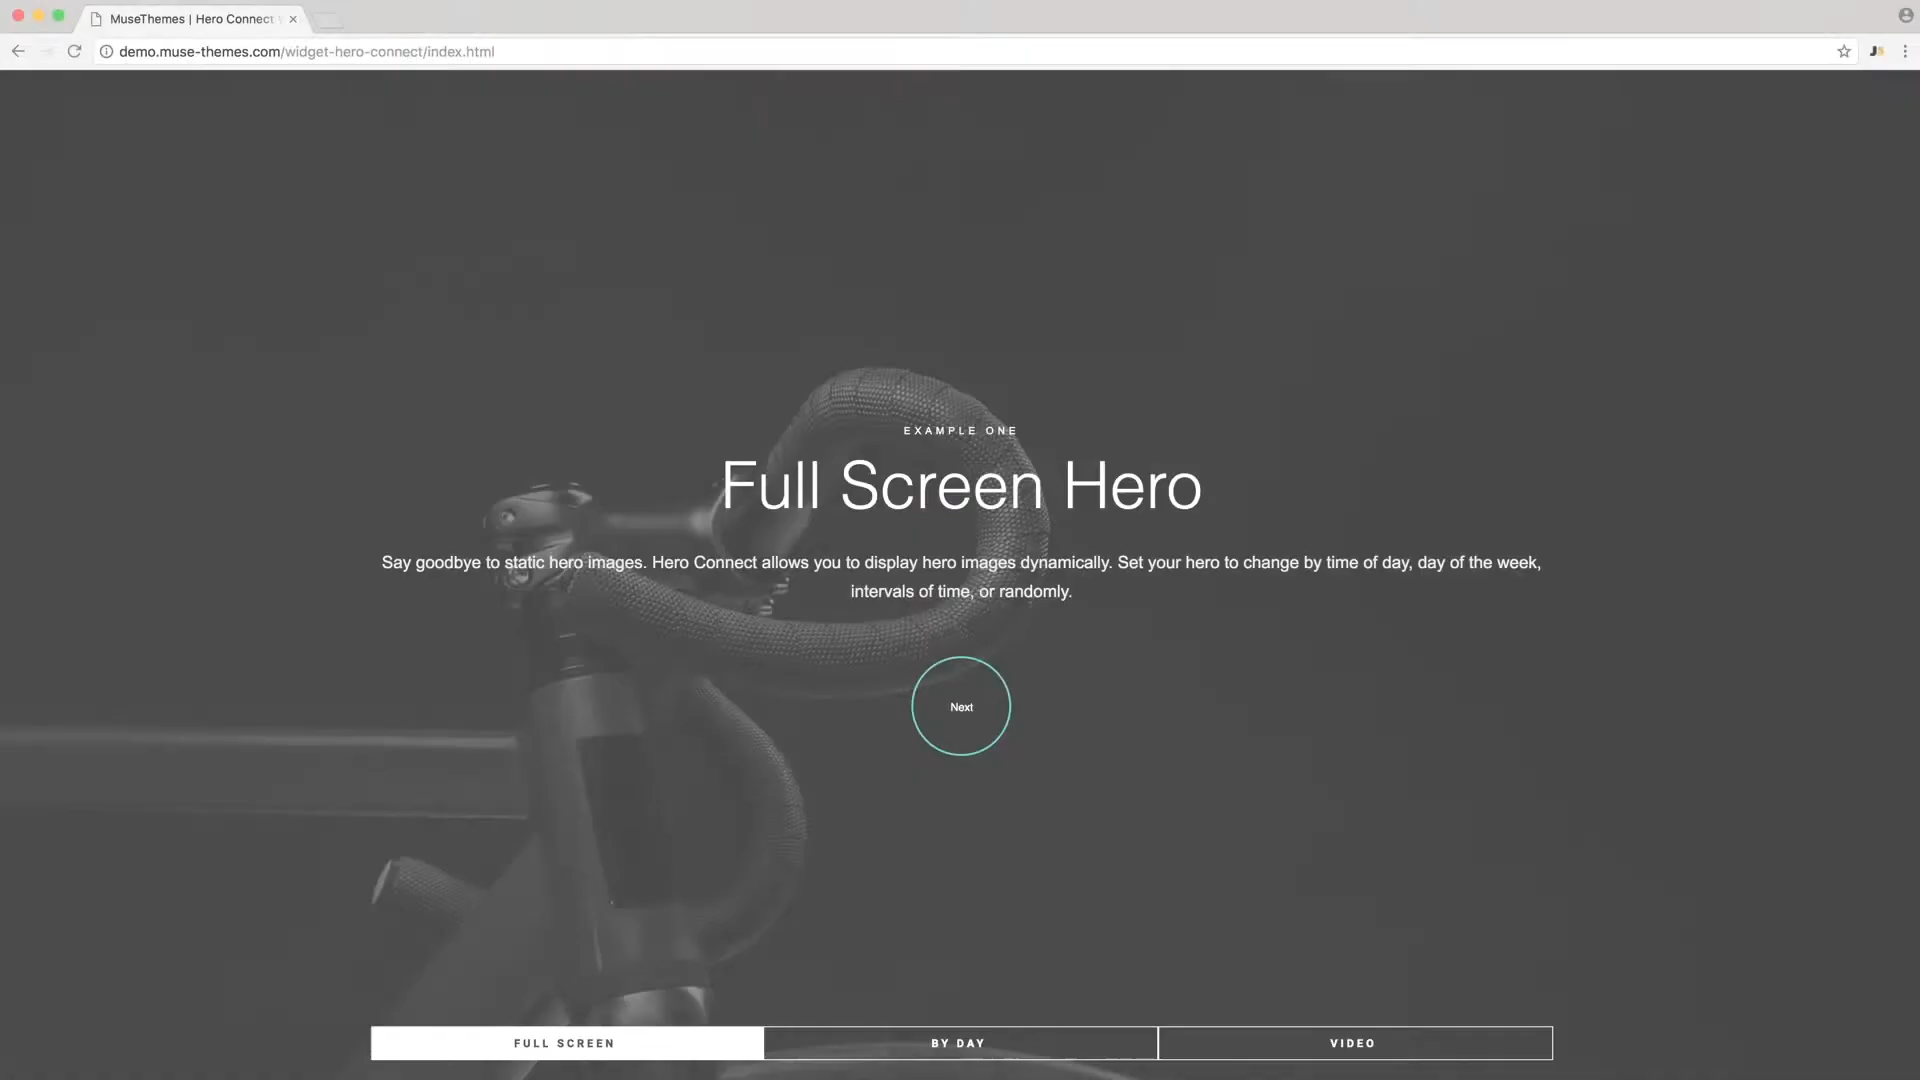 MuseThemes | Hero Connect
demo.muse-themes.com/widget-hero-connect/index.html
EXAMPLE ONE
Full Screen Hero
Say goodbye to static hero images. Hero Connect allows you to display hero images dynamically. Set your hero to change by time of day, day of the week,
intervals of time, or randomly.
Next
FULL SCREEN
BY DAY
VIDEO